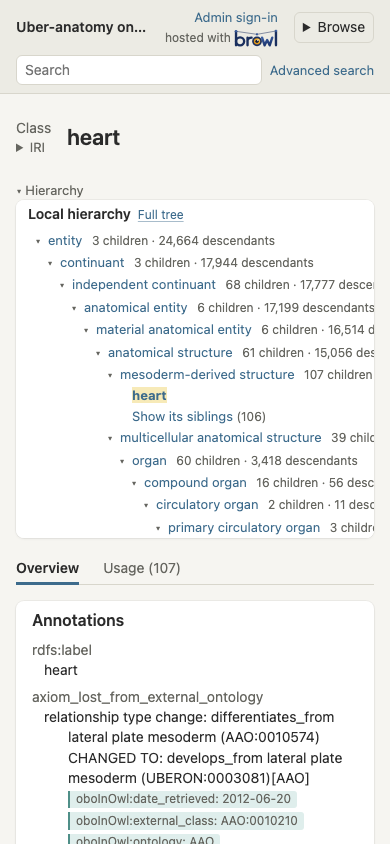 Uber-anatomy on...
Admin sign-in
hosted with browl
▶ Browse
Search
Advanced search
Class
▶ IRI
heart
▾ Hierarchy
Local hierarchy Full tree
▾ entity 3 children · 24,664 descendants
▾ continuant 3 children · 17,944 descendants
▾ independent continuant 68 children · 17,777 desce
▾ anatomical entity 6 children · 17,199 descendants
▾ material anatomical entity 6 children · 16,514 d
▾ anatomical structure 61 children · 15,056 des
▾ mesoderm-derived structure 107 children
heart
Show its siblings (106)
▾ multicellular anatomical structure 39 chil
▾ organ 60 children · 3,418 descendants
▾ compound organ 16 children · 56 desc
▾ circulatory organ 2 children · 11 desc
▾ primary circulatory organ 3 childr
Overview
Usage (107)
Annotations
rdfs:label
heart
axiom_lost_from_external_ontology
relationship type change: differentiates_from
lateral plate mesoderm (AAO:0010574)
CHANGED TO: develops_from lateral plate
mesoderm (UBERON:0003081)[AAO]
oboInOwl:date_retrieved: 2012-06-20
oboInOwl:external_class: AAO:0010210
oboInOwl:ontology: AAO